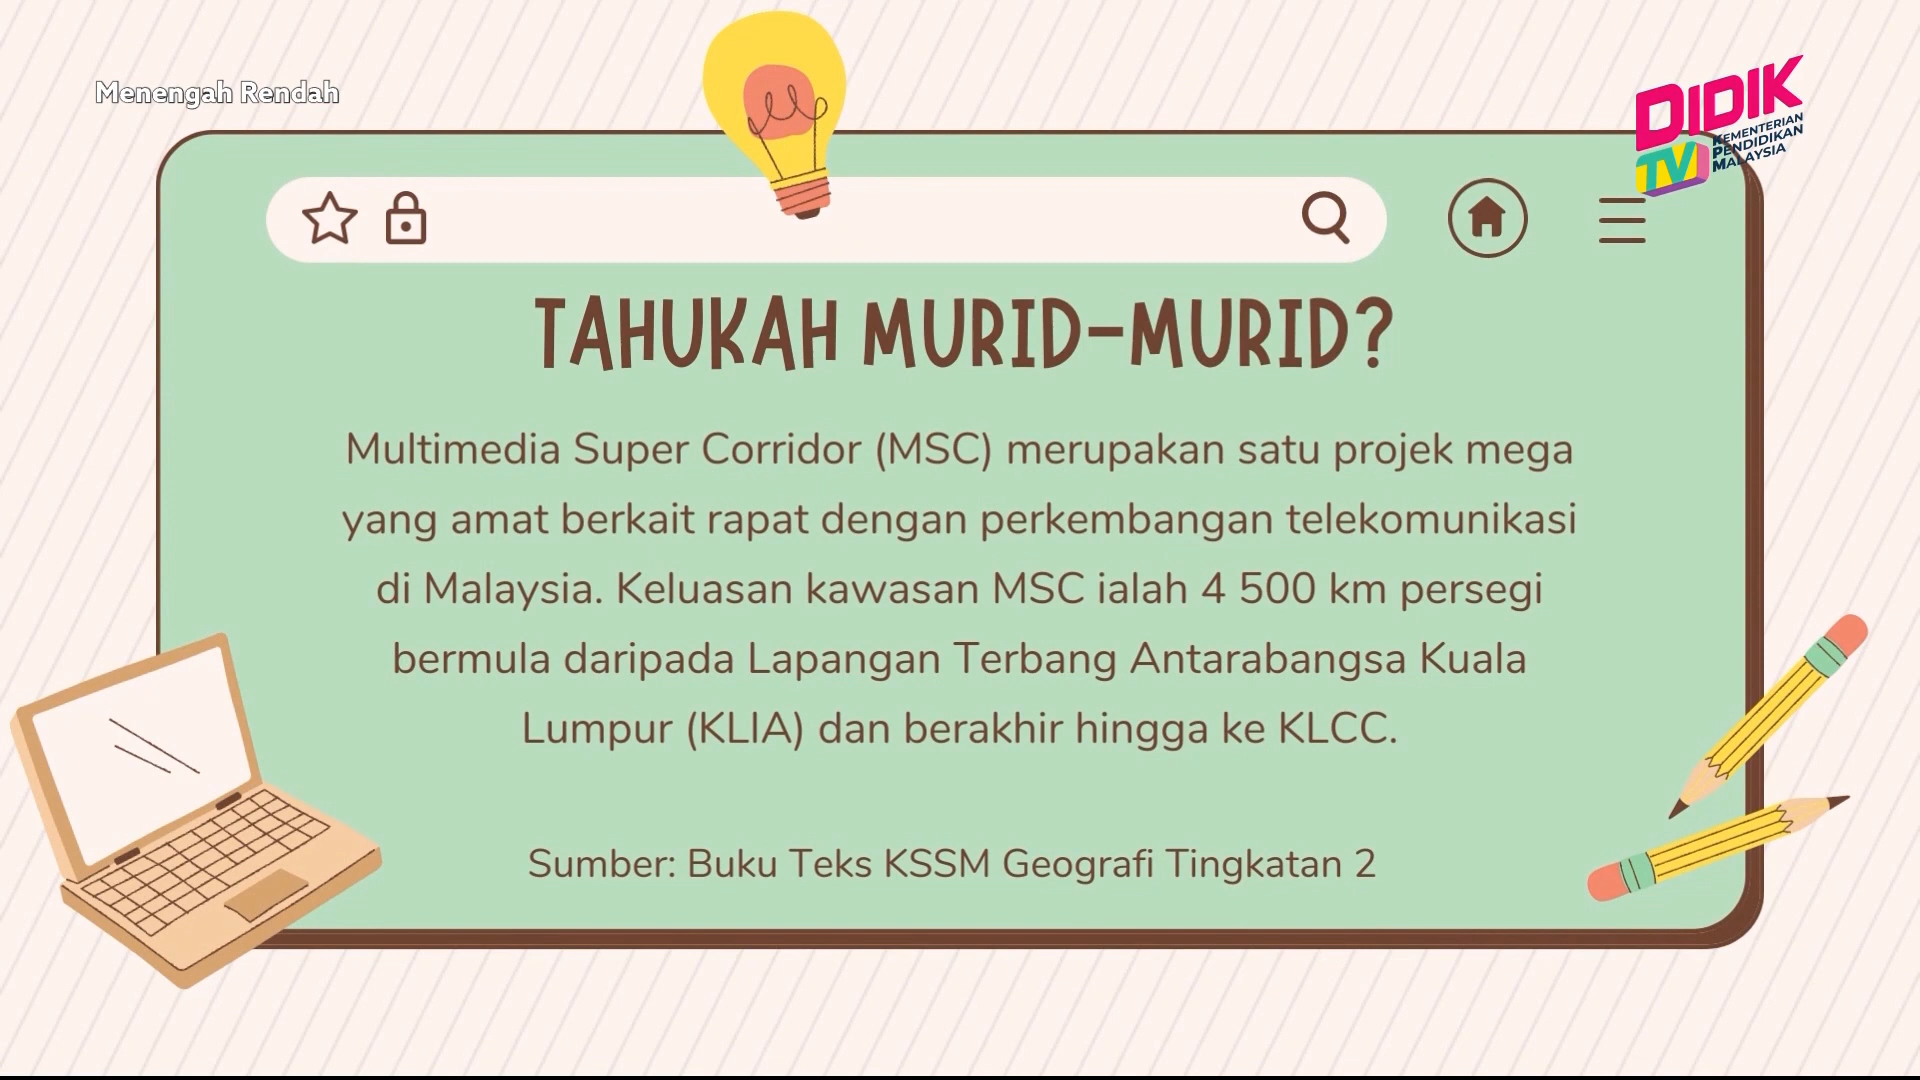 Menengah Rendah
DIDIK
TV
KEMENTERIAN
PENDIDIKAN
MALAYSIA
TAHUKAH MURID-MURID?
Multimedia Super Corridor (MSC) merupakan satu projek mega
yang amat berkait rapat dengan perkembangan telekomunikasi
di Malaysia. Keluasan kawasan MSC ialah 4 500 km persegi
bermula daripada Lapangan Terbang Antarabangsa Kuala
Lumpur (KLIA) dan berakhir hingga ke KLCC.
Sumber: Buku Teks KSSM Geografi Tingkatan 2